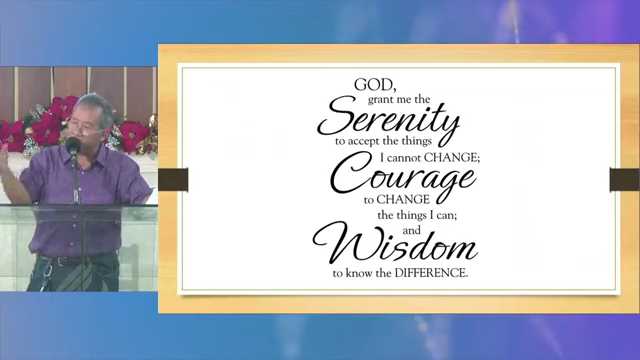 GOD,
grant me the
Serenity
to accept the things
I cannot CHANGE;
Courage
to CHANGE
the things I can;
and
Wisdom
to know the DIFFERENCE.